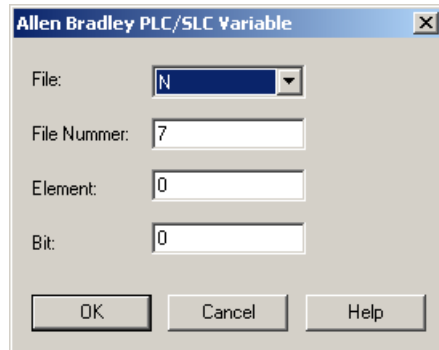 Allen Bradley PLC/SLC Variable
File: N
File Nummer: 7
Element: 0
Bit: 0
OK Cancel Help